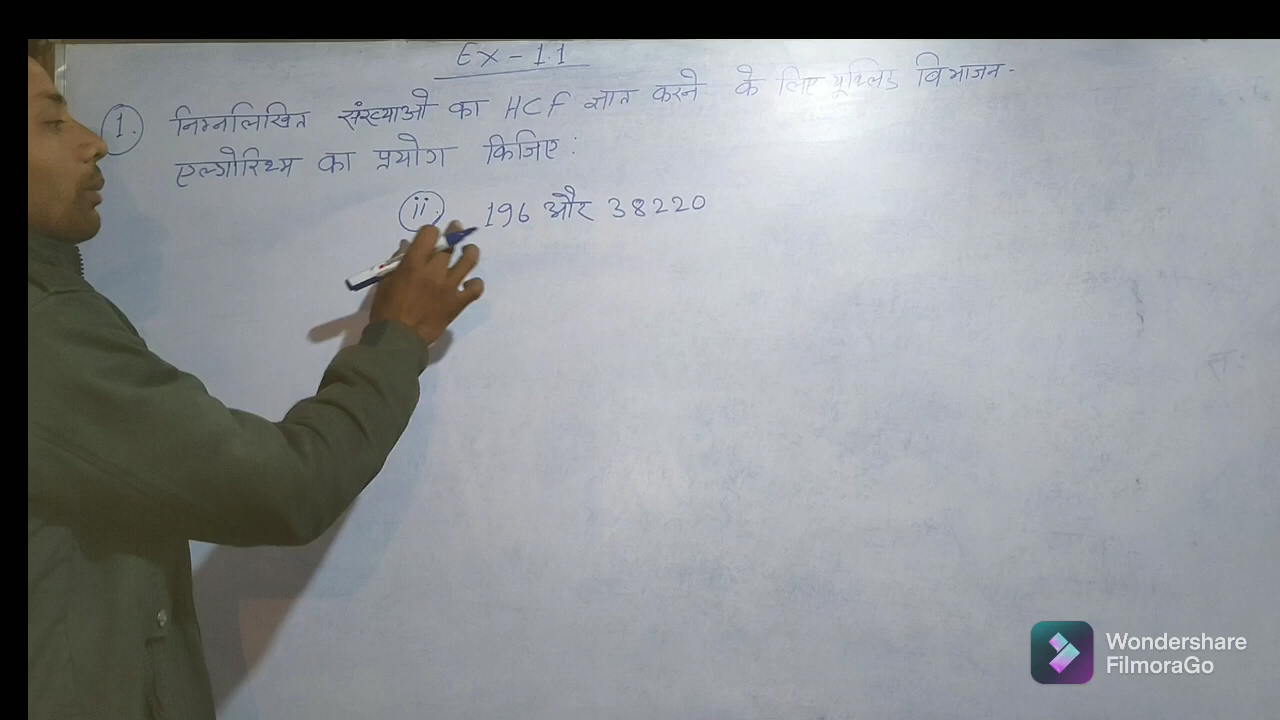 Ex - 1.1
1. निम्नलिखित संख्याओ का HCF ज्ञात करने के लिए यूक्लिड विभाजन -
एल्गोरिथ्म का प्रयोग किजिए :
ii. 196 और 38220
Wondershare
FilmoraGo